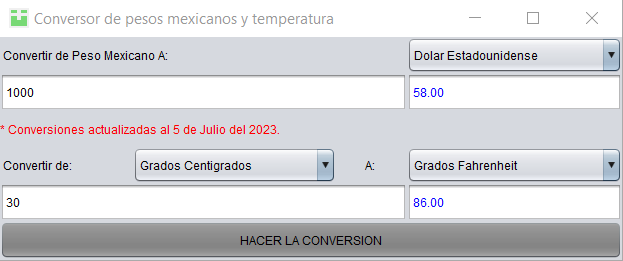 Conversor de pesos mexicanos y temperatura
Convertir de Peso Mexicano A: Dolar Estadounidense
1000 58.00
* Conversiones actualizadas al 5 de Julio del 2023.
Convertir de: Grados Centigrados A: Grados Fahrenheit
30 86.00
HACER LA CONVERSION